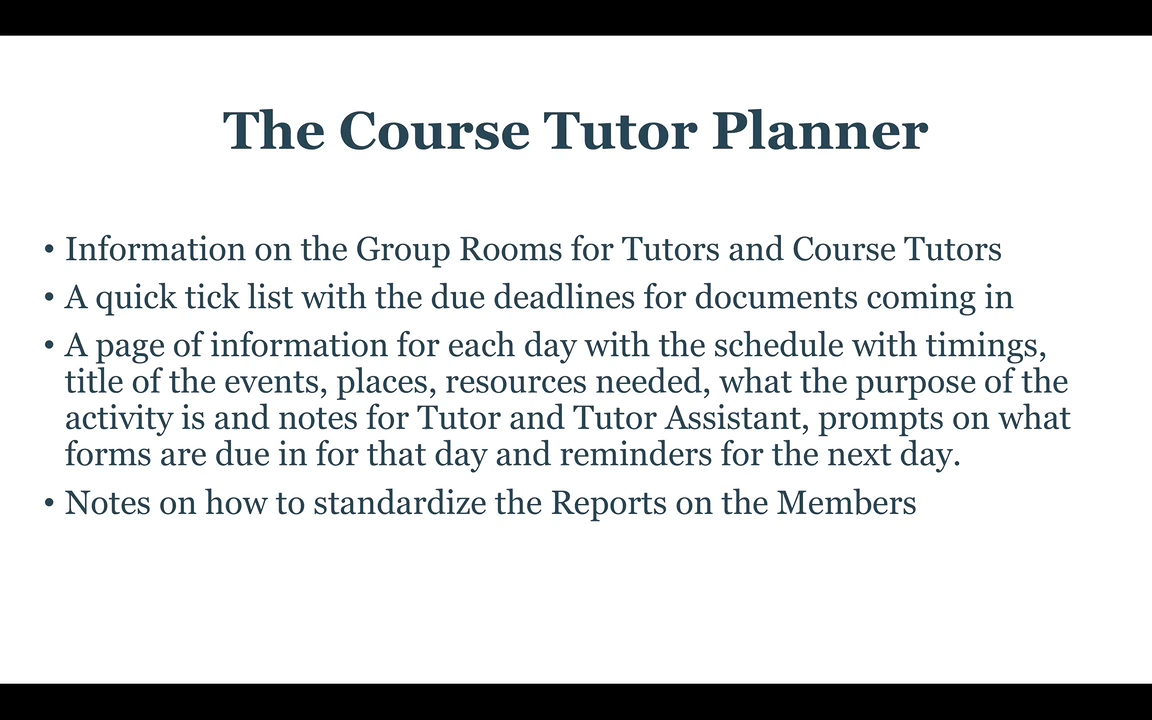 The Course Tutor Planner
• Information on the Group Rooms for Tutors and Course Tutors
• A quick tick list with the due deadlines for documents coming in
• A page of information for each day with the schedule with timings,
title of the events, places, resources needed, what the purpose of the
activity is and notes for Tutor and Tutor Assistant, prompts on what
forms are due in for that day and reminders for the next day.
• Notes on how to standardize the Reports on the Members